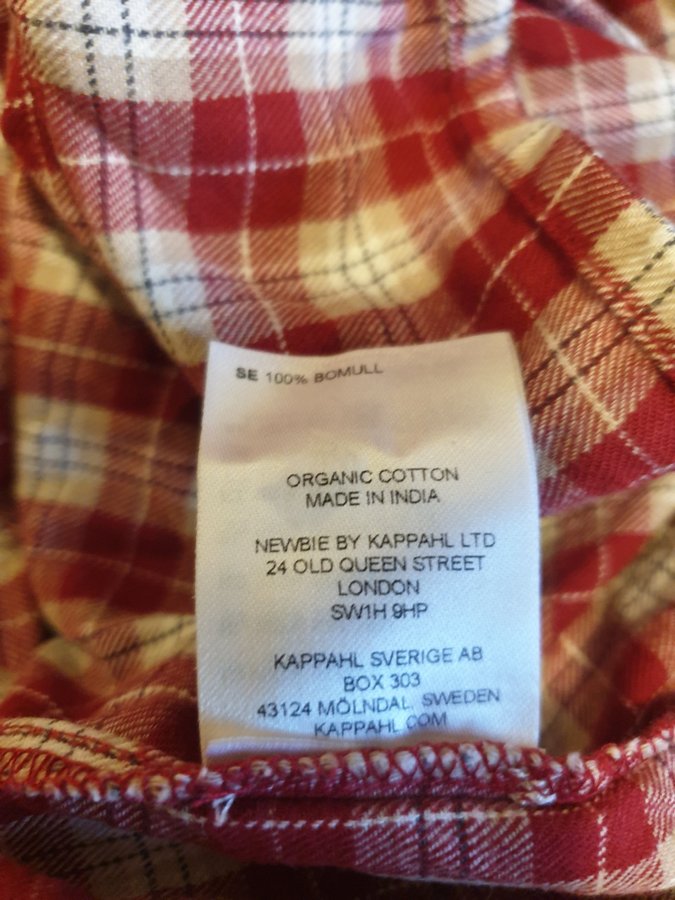 SE 100% BOMULL
ORGANIC COTTON
MADE IN INDIA
NEWBIE BY KAPPAHL LTD
24 OLD QUEEN STREET
LONDON
SW1H 9HP
KAPPAHL SVERIGE AB
BOX 303
43124 MÖLNDAL, SWEDEN
KAPPAHL.COM